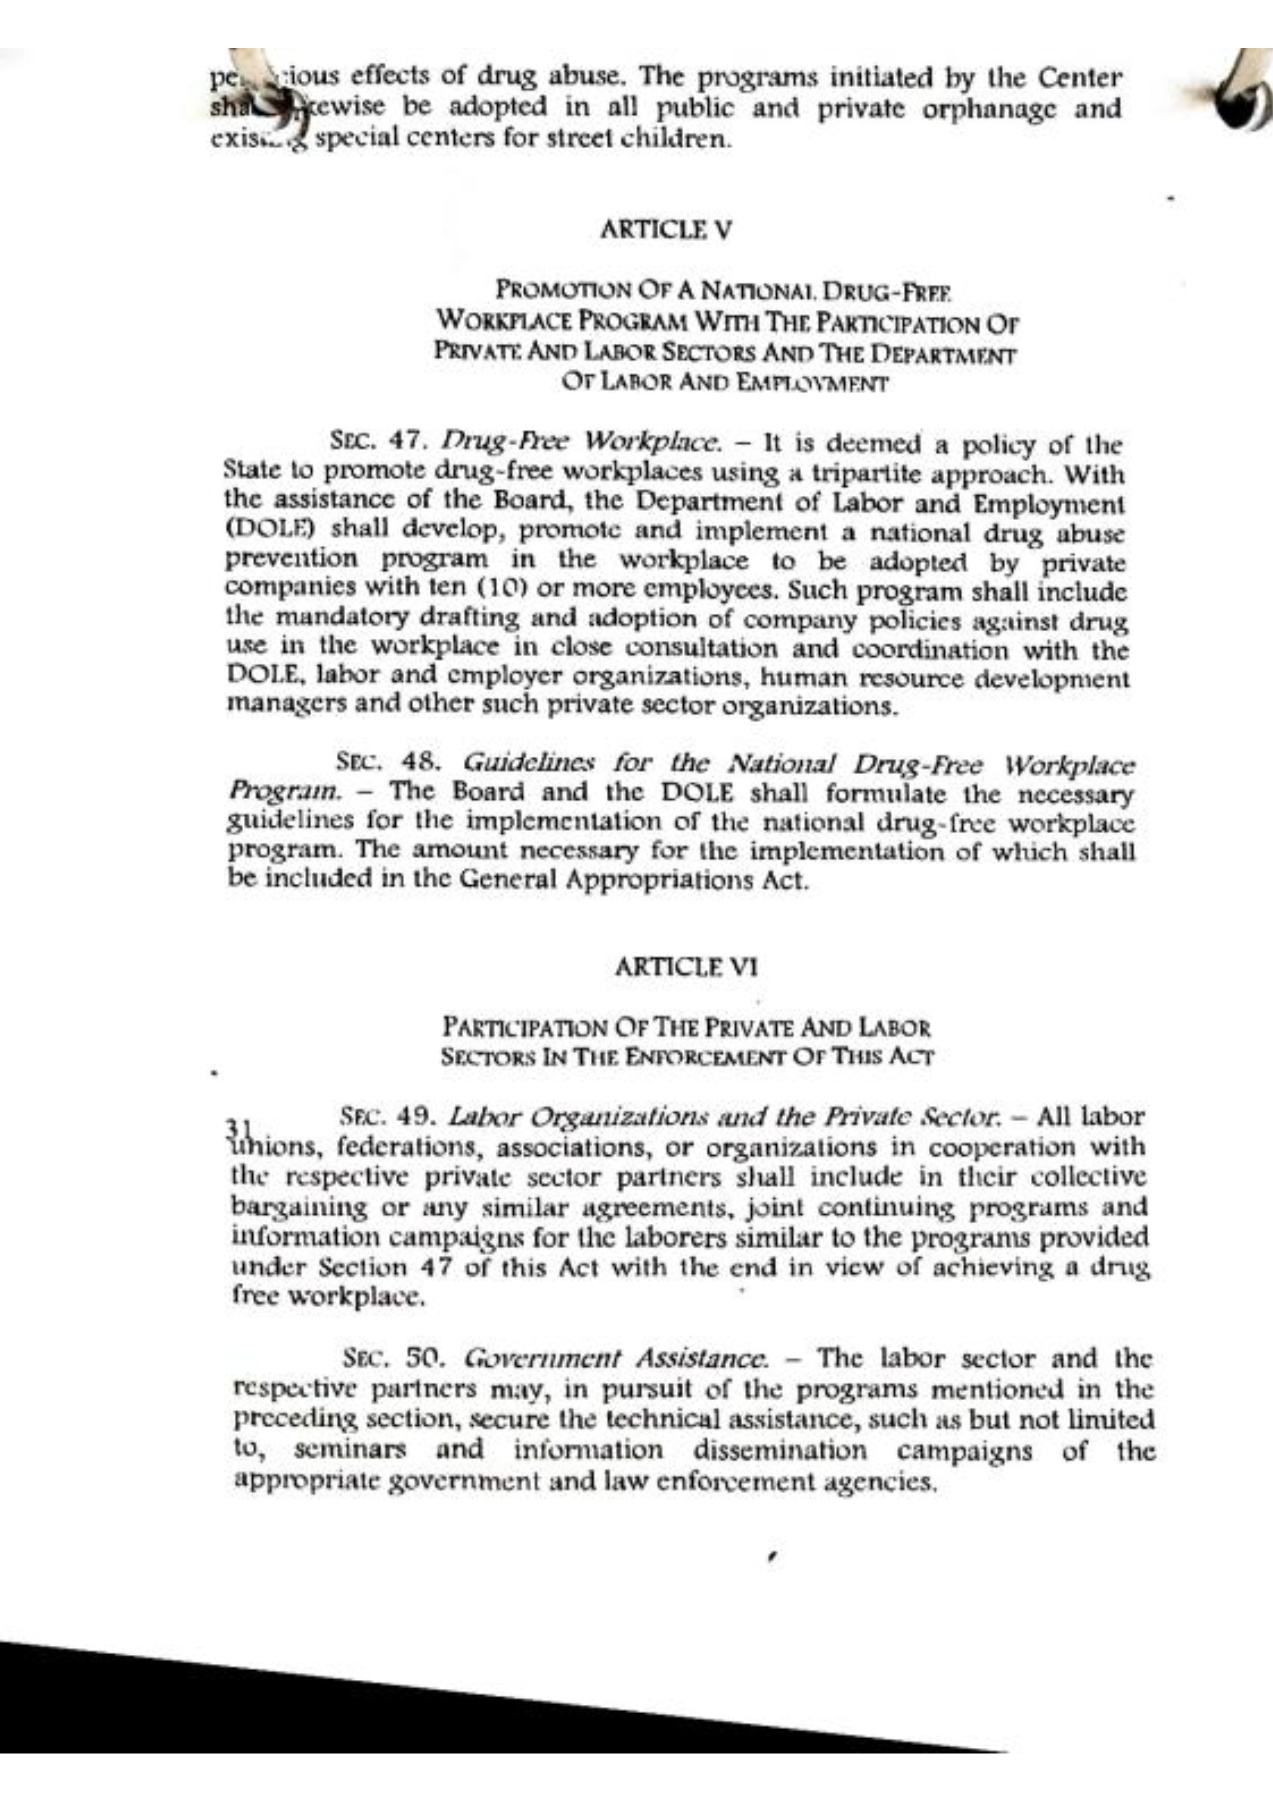 effects of drug abuse. The programs initiated by the Center
be adopted in all public and private orphanage and
special centers for street children.
ARTICLE V
PROMOTION OF A NATIONAL DRUG-FREE
WORKPLACE PROGRAM WITH THE PARTICIPATION OF
PRIVATE AND LABOR SECTORS AND THE DEPARTMENT
OF LABOR AND EMPLOYMENT
SEC. 47. Drug-Free Workplace. – It is deemed a policy of the
State to promote drug-free workplaces using a tripartite approach. With
the assistance of the Board, the Department of Labor and Employment
(DOLE) shall develop, promote and implement a national drug abuse
prevention program in the workplace to be adopted by private
companies with ten (10) or more employees. Such program shall include
the mandatory drafting and adoption of company policies against drug
use in the workplace in close consultation and coordination with the
DOLE, labor and employer organizations, human resource development
managers and other such private sector organizations.
SEC. 48. Guidelines for the National Drug-Free Workplace
Program. – The Board and the DOLE shall formulate the necessary
guidelines for the implementation of the national drug-free workplace
program. The amount necessary for the implementation of which shall
be included in the General Appropriations Act.
ARTICLE VI
PARTICIPATION OF THE PRIVATE AND LABOR
SECTORS IN THE ENFORCEMENT OF THIS ACT
SEC. 49. Labor Organizations and the Private Sector. – All labor
31
unions, federations, associations, or organizations in cooperation with
the respective private sector partners shall include in their collective
bargaining or any similar agreements, joint continuing programs and
information campaigns for the laborers similar to the programs provided
under Section 47 of this Act with the end in view of achieving a drug
free workplace.
SEC. 50. Government Assistance. – The labor sector and the
respective partners may, in pursuit of the programs mentioned in the
preceding section, secure the technical assistance, such as but not limited
to, seminars and information dissemination campaigns of the
appropriate government and law enforcement agencies.